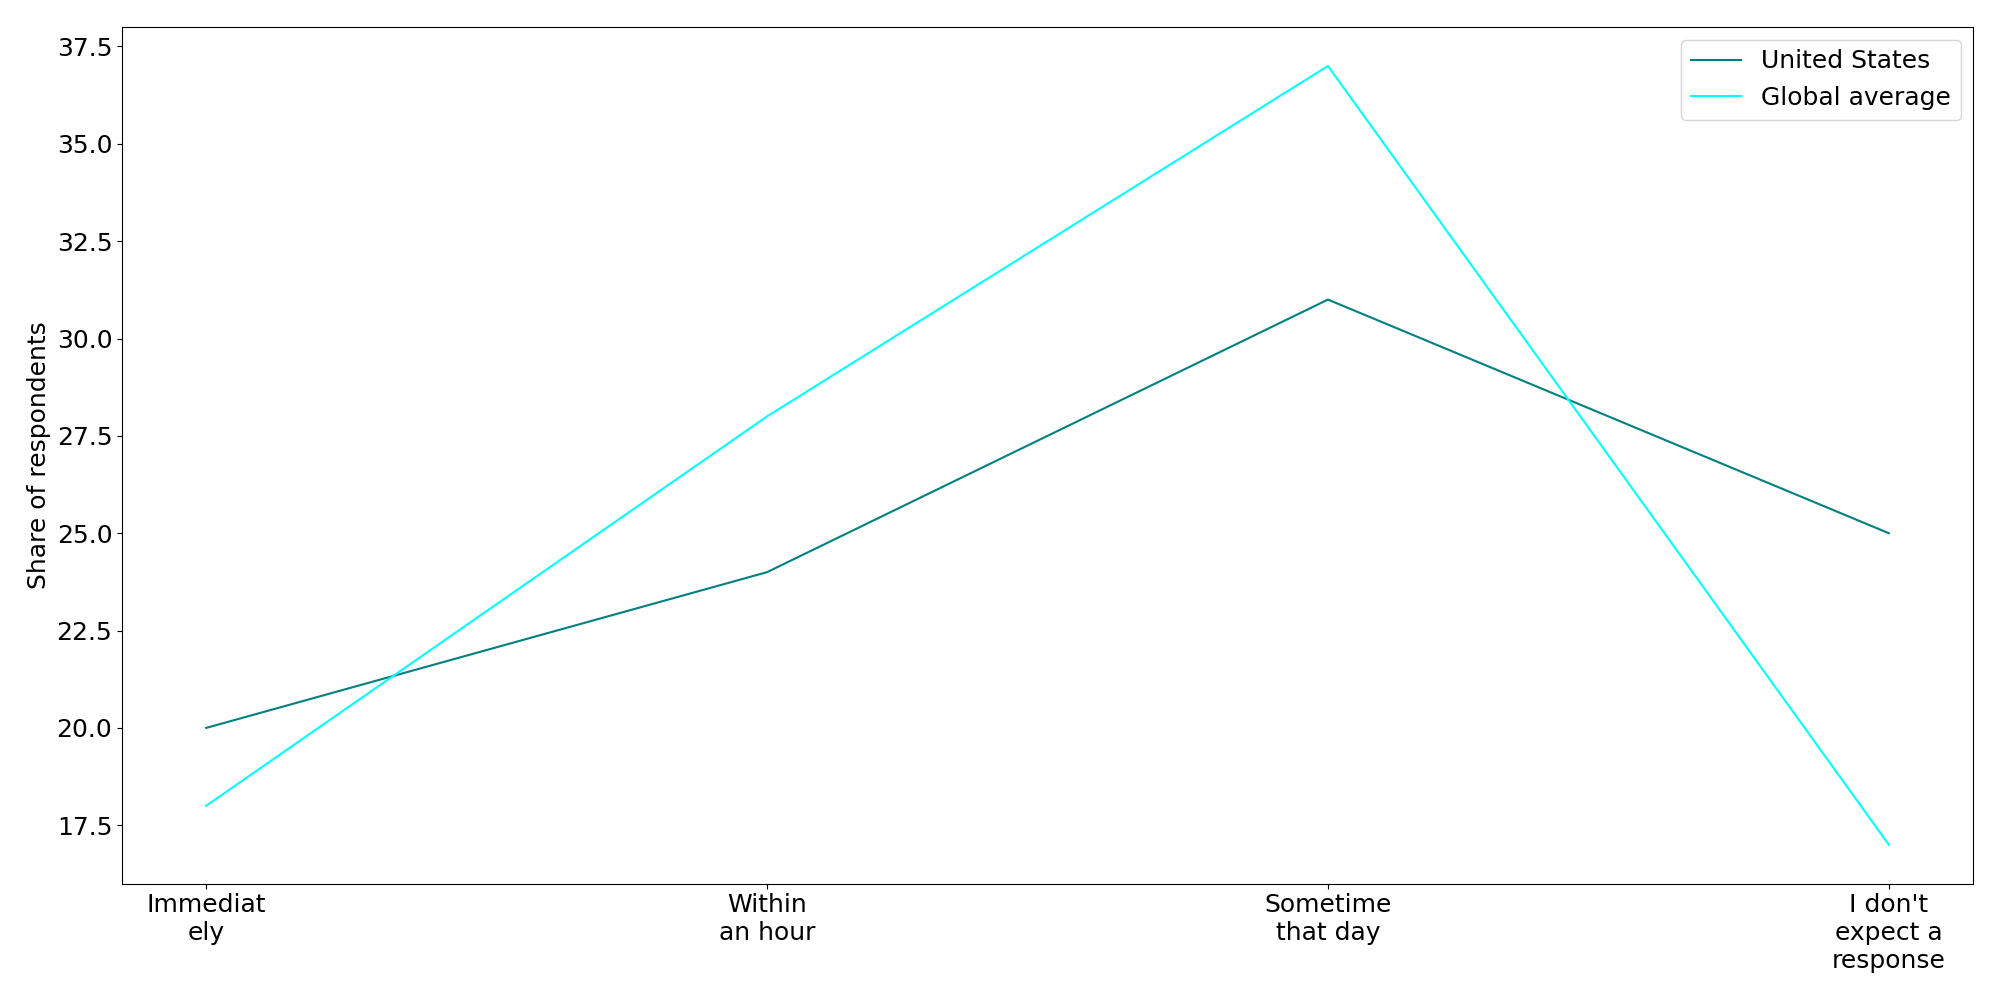 37.5
35.0
32.5
30.0
27.5
25.0
22.5
20.0
17.5
Share of respondents
United States
Global average
Immediat
ely
Within
an hour
Sometime
that day
I don't
expect a
response